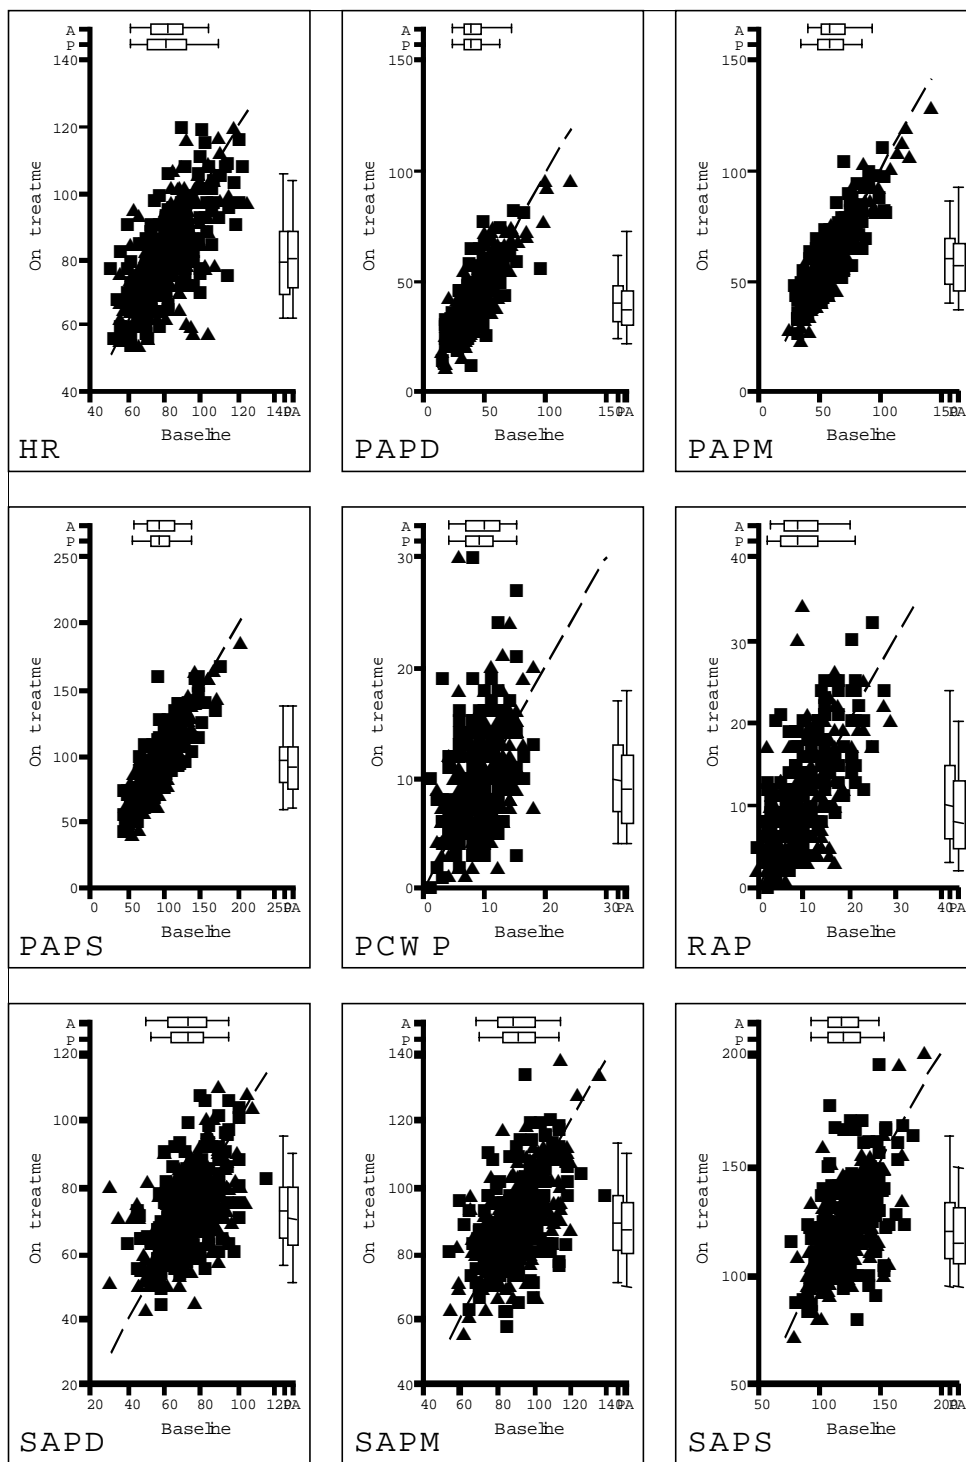 A
P
140
120
100
80
60
40
On treatme
40 60 80 100 120 140 PA
Baseline
HR
A
P
150
100
50
0
On treatme
0 50 100 150 PA
Baseline
PAPD
A
P
150
100
50
0
On treatme
0 50 100 150 PA
Baseline
PAPM
A
P
250
200
150
100
50
0
On treatme
0 50 100 150 200 250 PA
Baseline
PAPS
A
P
30
20
10
0
On treatme
0 10 20 30 PA
Baseline
PCW P
A
P
40
30
20
10
0
On treatme
0 10 20 30 40 PA
Baseline
RAP
A
P
120
100
80
60
40
20
On treatme
20 40 60 80 100 120 PA
Baseline
SAPD
A
P
140
120
100
80
60
40
On treatme
40 60 80 100 120 140 PA
Baseline
SAPM
A
P
200
150
100
50
On treatme
50 100 150 200 PA
Baseline
SAPS